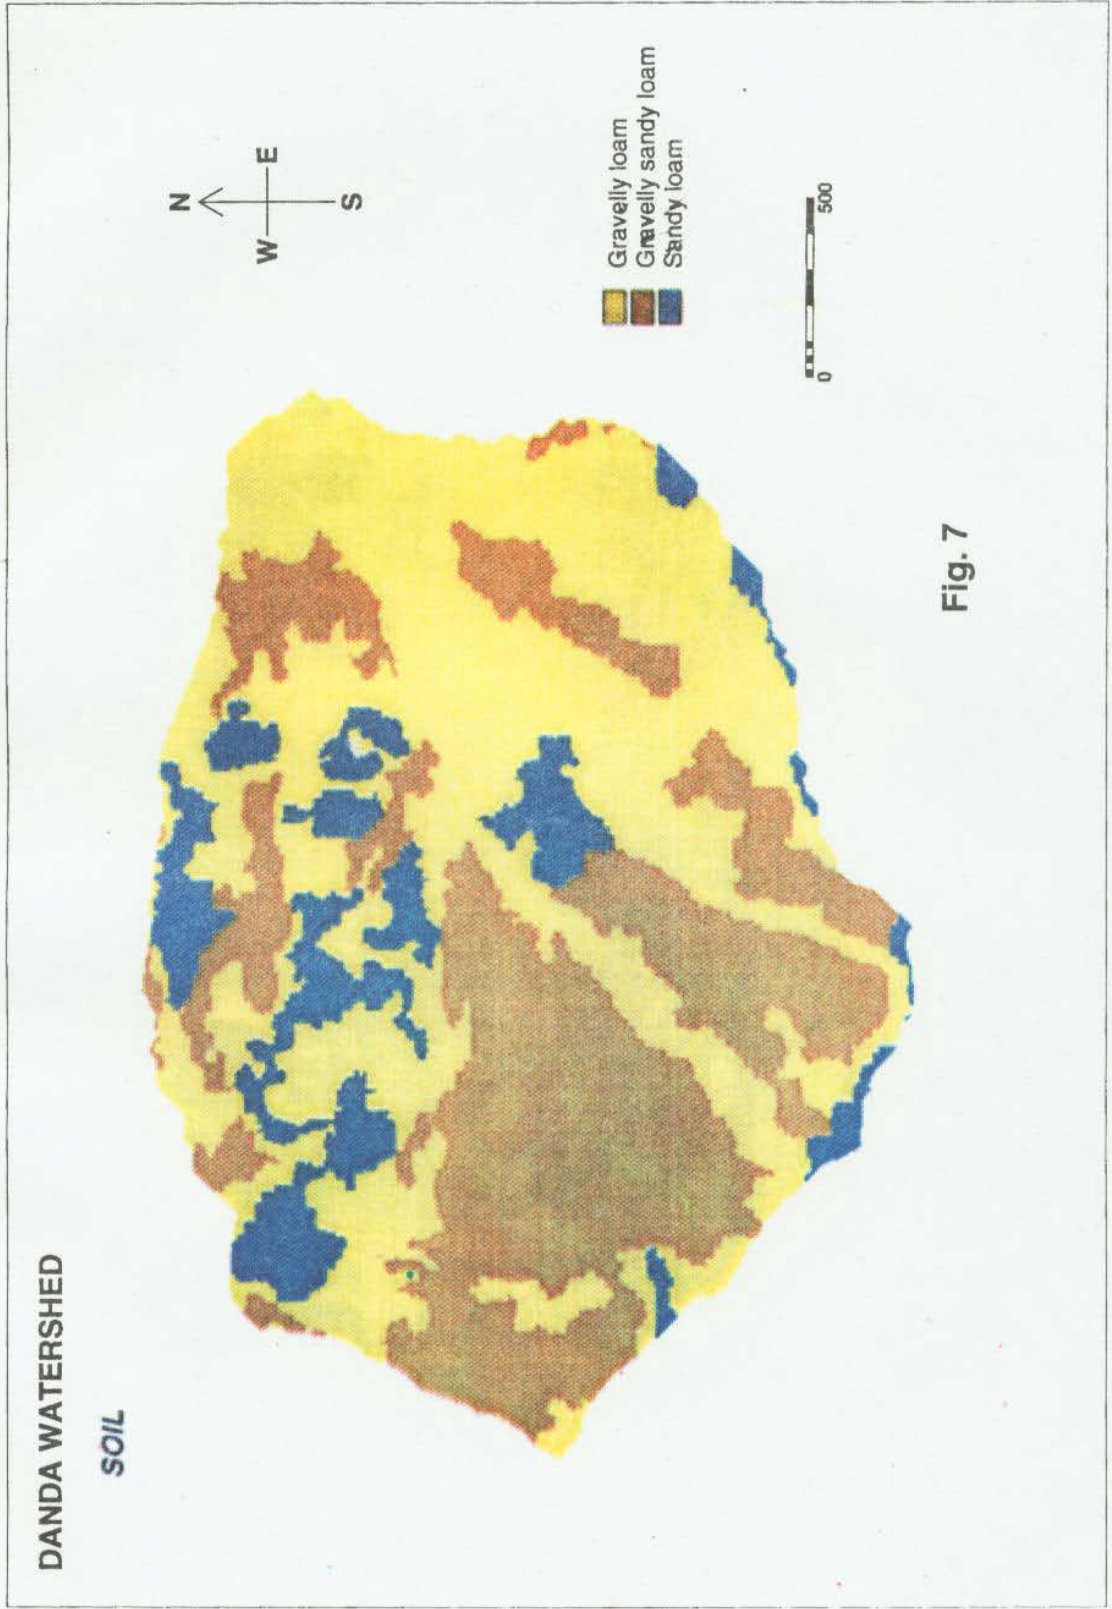 DANDA WATERSHED
SOIL
N
W
E
S
Gravelly loam
Gravelly sandy loam
Sandy loam
0
500
Fig. 7